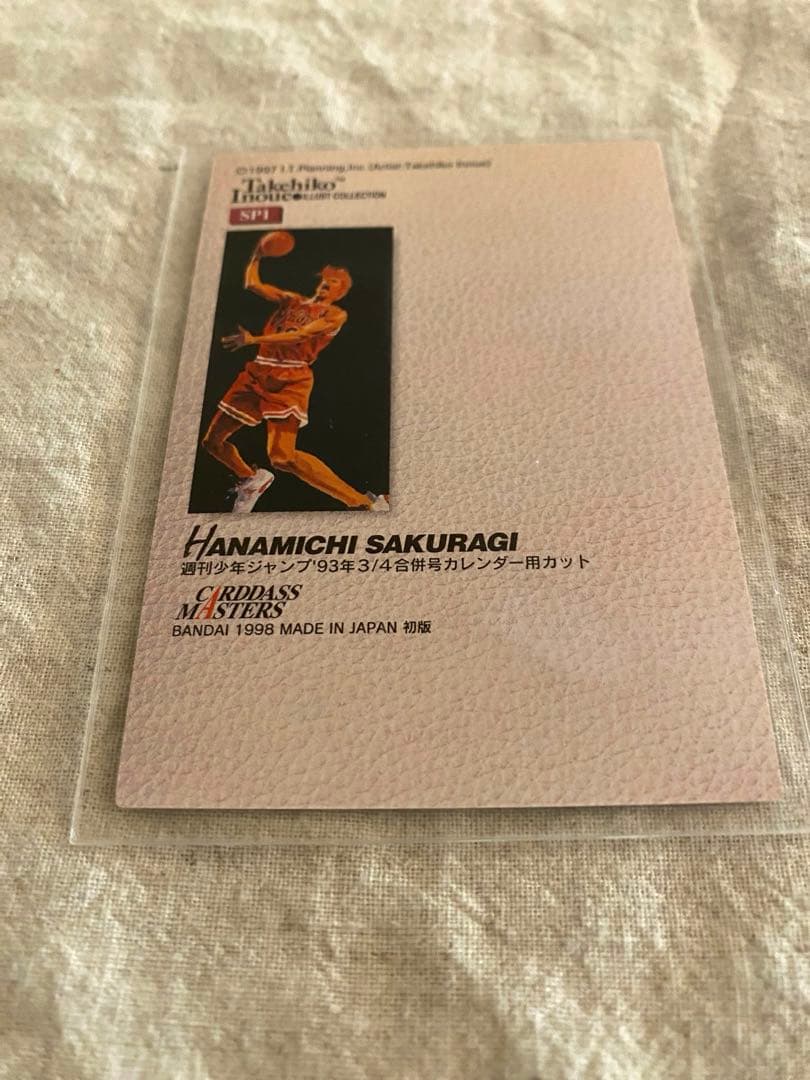 ©1997 I.T.Planning,Inc. (Artist:Takehiko Inoue)
Takehiko™
Inoue●ILLUST COLLECTION
SP1
HANAMICHI SAKURAGI
週刊少年ジャンプ'93年3/4合併号カレンダー用カット
CARDDASS
MASTERS
BANDAI 1998 MADE IN JAPAN 初版